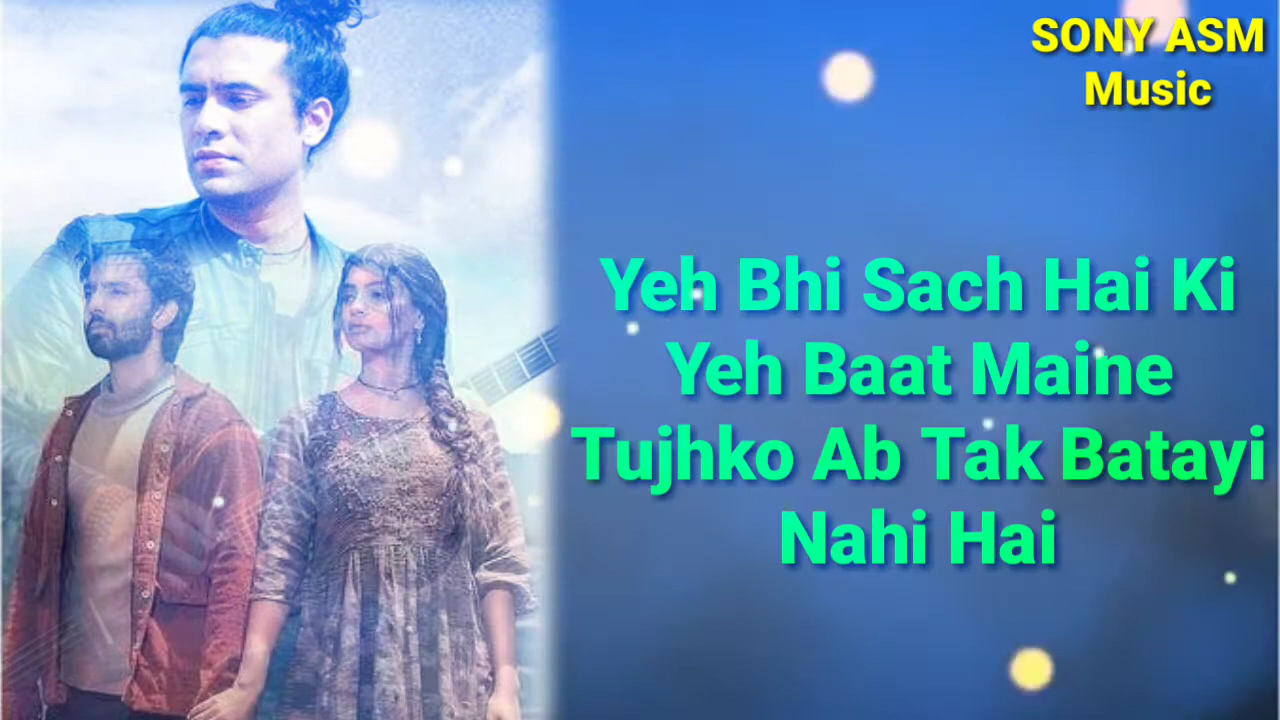 SONY ASM
Music
Yeh Bhi Sach Hai Ki
Yeh Baat Maine
Tujhko Ab Tak Batayi
Nahi Hai